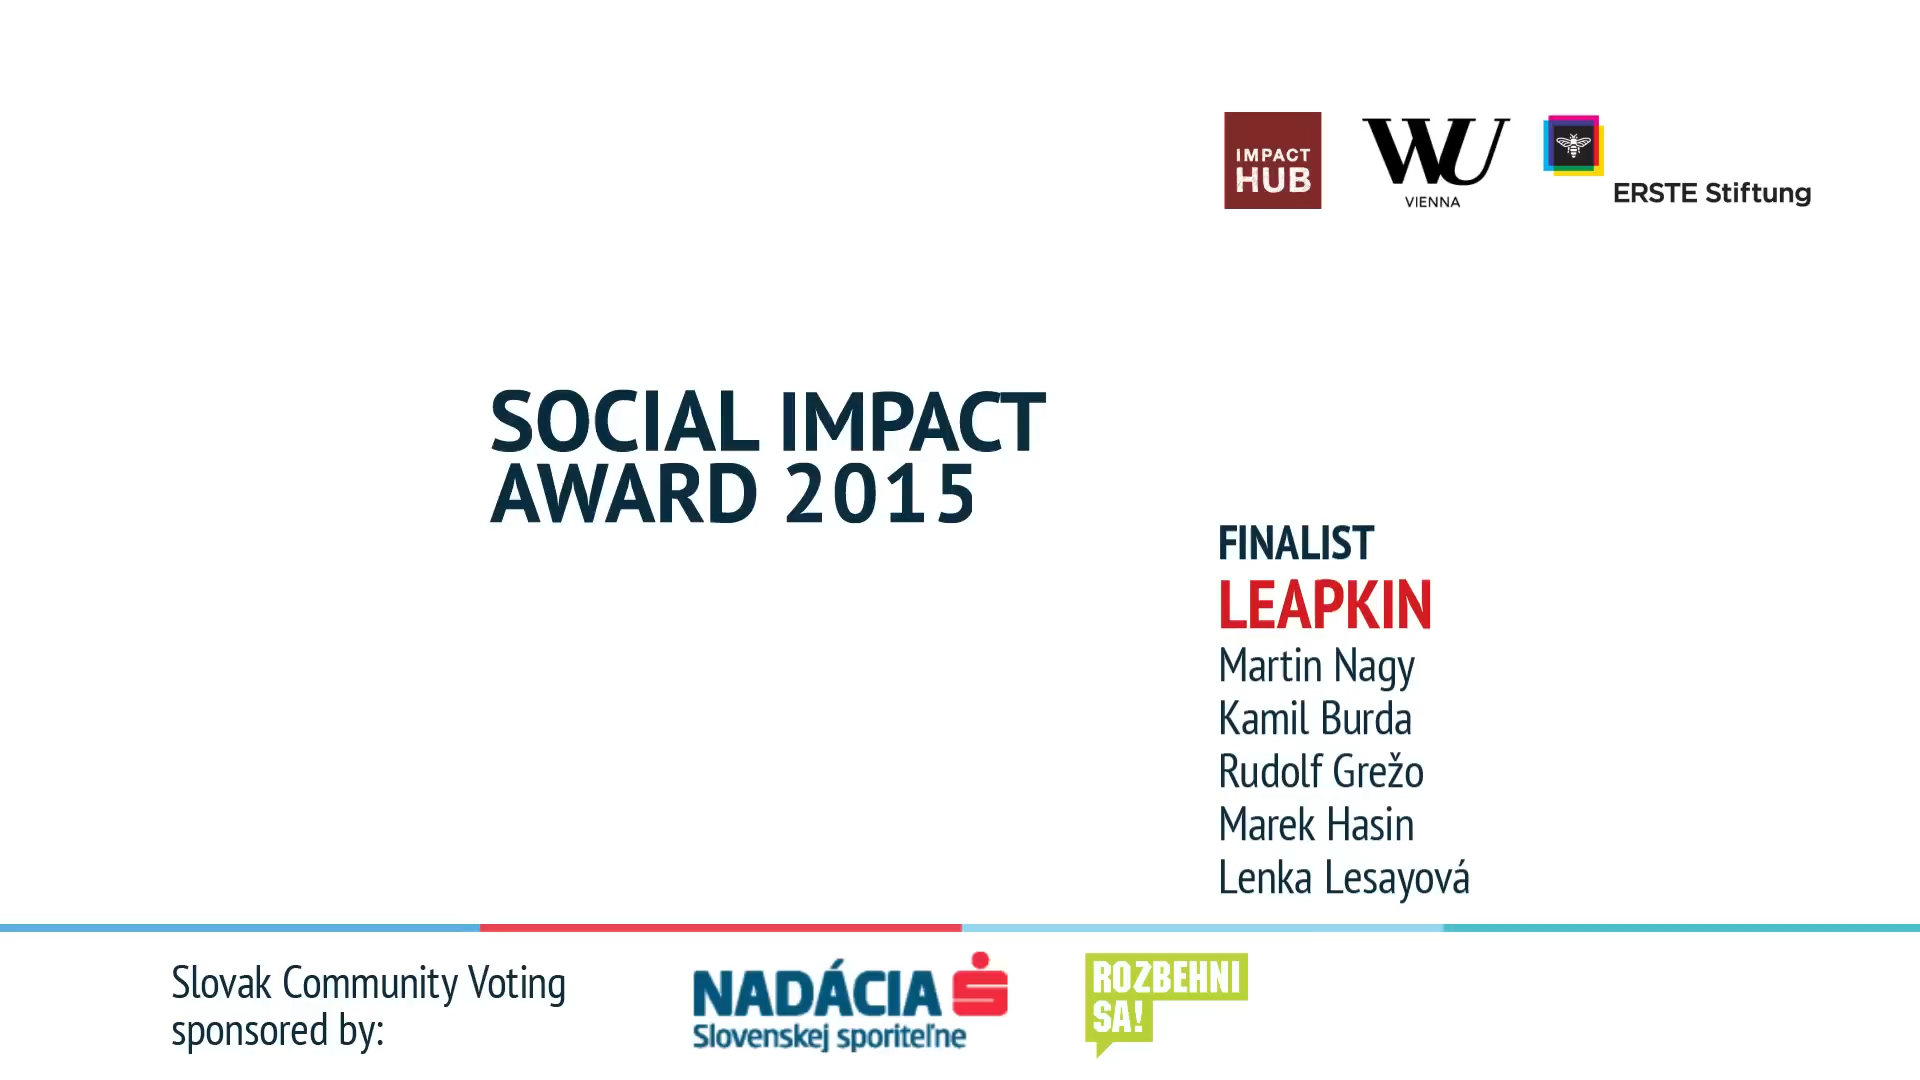 IMPACT
HUB
WU
VIENNA
ERSTE Stiftung
SOCIAL IMPACT
AWARD 2015
FINALIST
LEAPKIN
Martin Nagy
Kamil Burda
Rudolf Grežo
Marek Hasin
Lenka Lesayová
Slovak Community Voting
sponsored by:
NADÁCIA
Slovenskej sporiteľne
ROZBEHNI
SA!